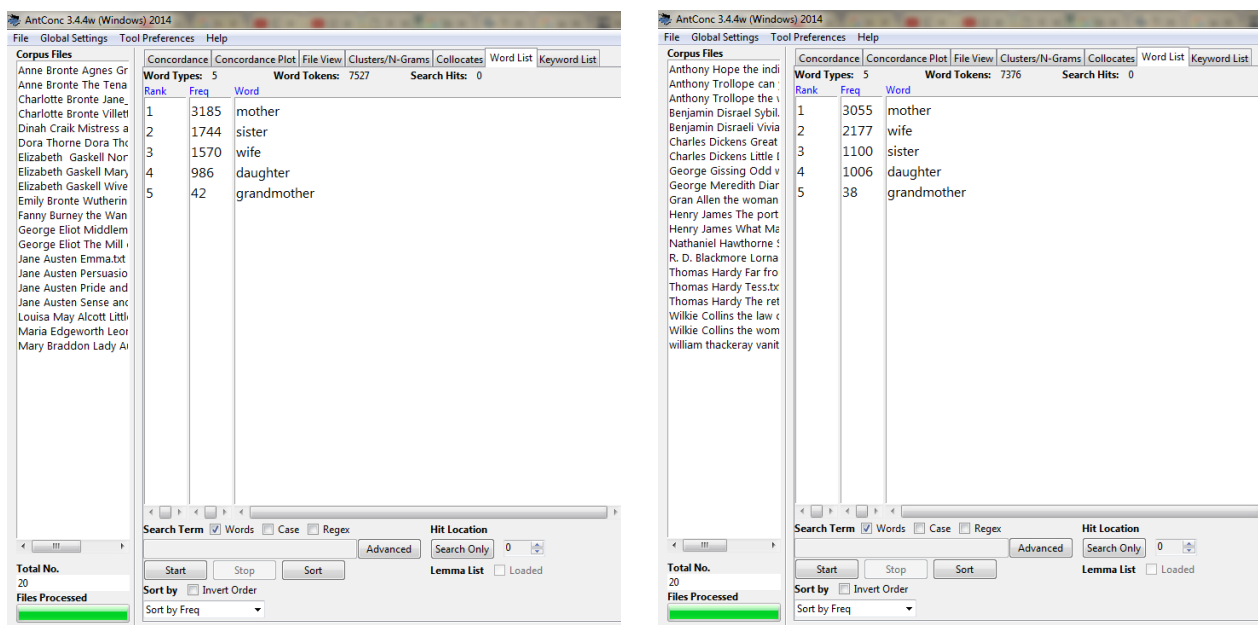 AntConc 3.4.4w (Windows) 2014
File Global Settings Tool Preferences Help
Corpus Files
Anne Bronte Agnes Gr
Anne Bronte The Tena
Charlotte Bronte Jane_
Charlotte Bronte Villett
Dinah Craik Mistress a
Dora Thorne Dora Tho
Elizabeth Gaskell Nor
Elizabeth Gaskell Mary
Elizabeth Gaskell Wive
Emily Bronte Wutherin
Fanny Burney the Wan
George Eliot Middlem
George Eliot The Mill
Jane Austen Emma.txt
Jane Austen Persuasio
Jane Austen Pride and
Jane Austen Sense and
Louisa May Alcott Little
Maria Edgeworth Leor
Mary Braddon Lady A
Total No.
20
Files Processed
Concordance Concordance Plot File View Clusters/N-Grams Collocates Word List Keyword List
Word Types: 5 Word Tokens: 7527 Search Hits: 0
Rank Freq Word
1 3185 mother
2 1744 sister
3 1570 wife
4 986 daughter
5 42 grandmother
Search Term Words Case Regex Hit Location
Advanced Search Only 0
Start Stop Sort Lemma List Loaded
Sort by Invert Order
Sort by Freq
AntConc 3.4.4w (Windows) 2014
File Global Settings Tool Preferences Help
Corpus Files
Anthony Hope the indi
Anthony Trollope can
Anthony Trollope the
Benjamin Disrael Sybil.
Benjamin Disraeli Vivia
Charles Dickens Great
Charles Dickens Little
George Gissing Odd
George Meredith Diar
Gran Allen the woman
Henry James The port
Henry James What Ma
Nathaniel Hawthorne
R. D. Blackmore Lorna
Thomas Hardy Far fro
Thomas Hardy Tess.tx
Thomas Hardy The ret
Wilkie Collins the law
Wilkie Collins the wom
william thackeray vanit
Total No.
20
Files Processed
Concordance Concordance Plot File View Clusters/N-Grams Collocates Word List Keyword List
Word Types: 5 Word Tokens: 7376 Search Hits: 0
Rank Freq Word
1 3055 mother
2 2177 wife
3 1100 sister
4 1006 daughter
5 38 grandmother
Search Term Words Case Regex Hit Location
Advanced Search Only 0
Start Stop Sort Lemma List Loaded
Sort by Invert Order
Sort by Freq